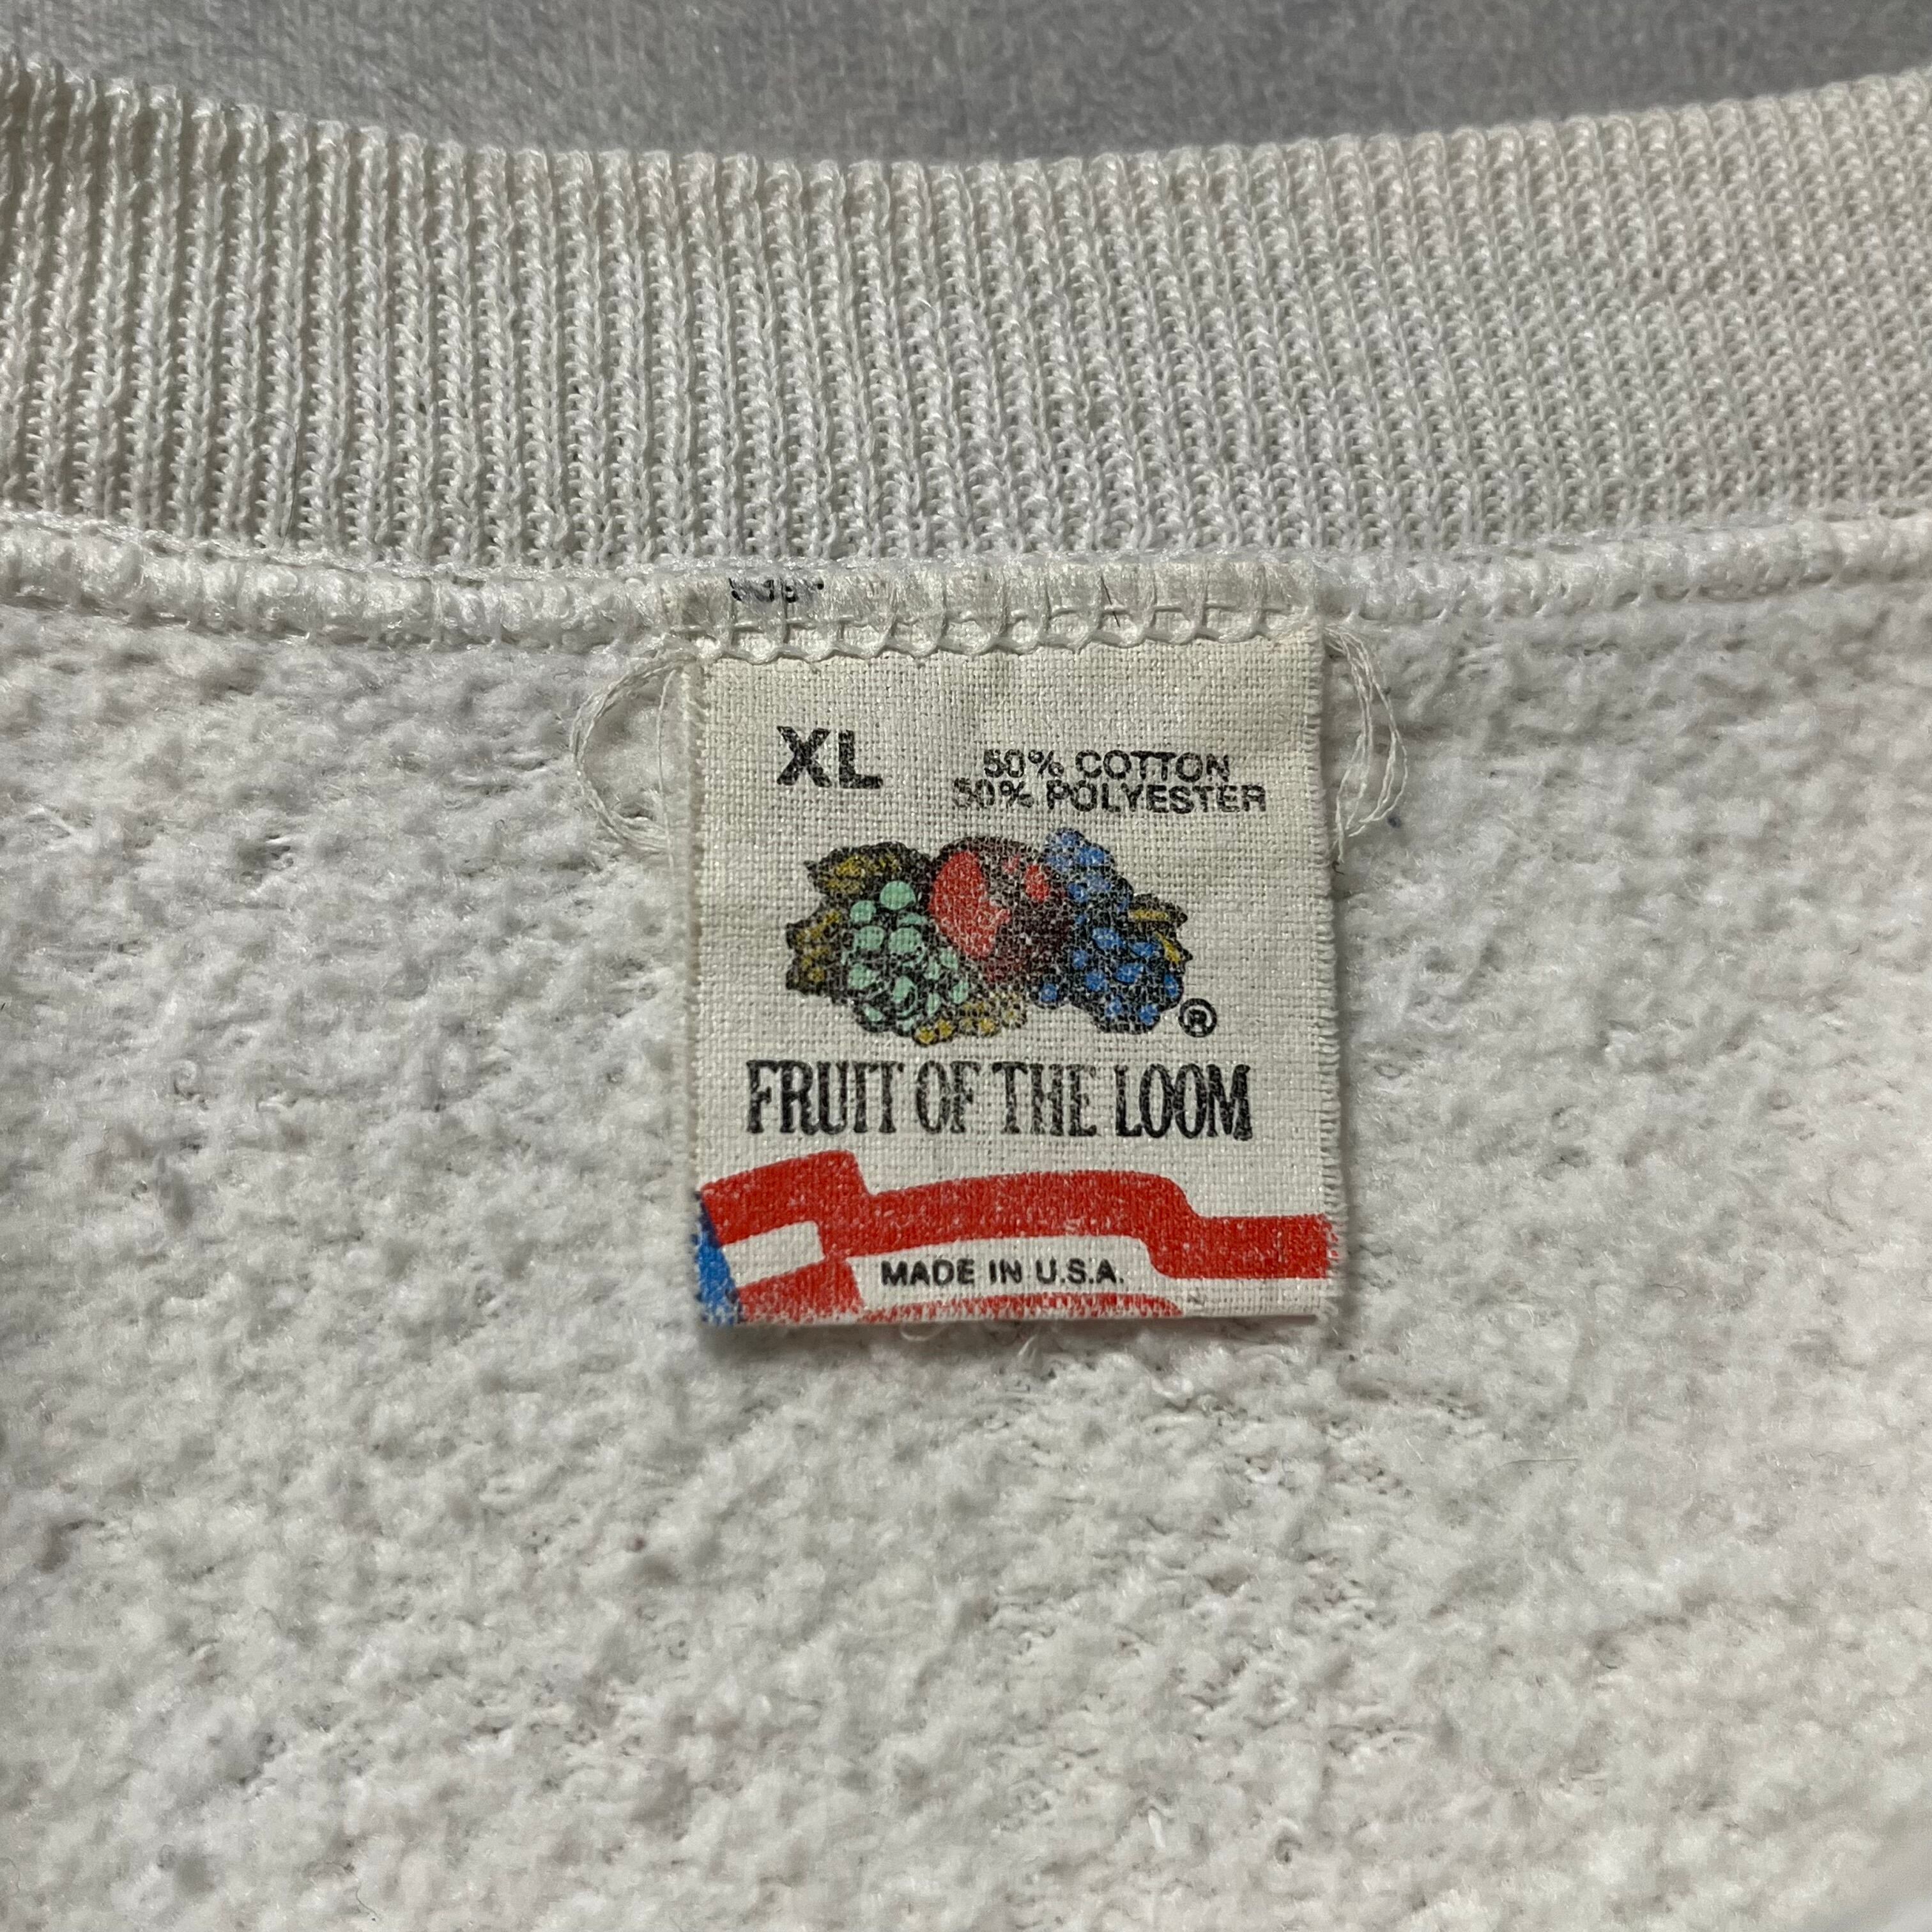 XL
50% COTTON
50% POLYESTER
®
FRUIT OF THE LOOM
MADE IN U.S.A.